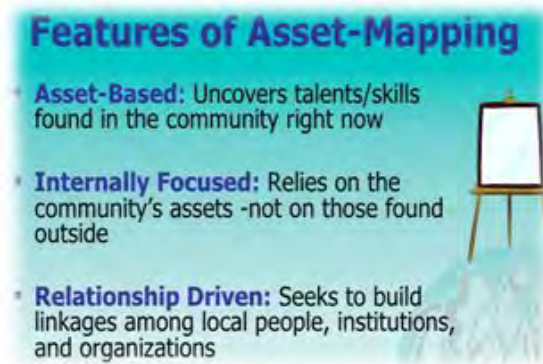 Features of Asset-Mapping
• Asset-Based: Uncovers talents/skills
found in the community right now
• Internally Focused: Relies on the
community's assets -not on those found
outside
• Relationship Driven: Seeks to build
linkages among local people, institutions,
and organizations